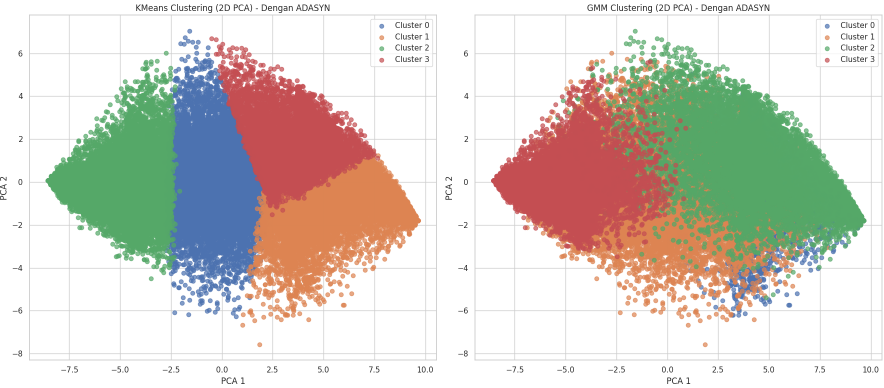 KMeans Clustering (2D PCA) - Dengan ADASYN
Cluster 0
Cluster 1
Cluster 2
Cluster 3
6
4
2
0
−2
−4
−6
−8
PCA 2
−7.5
−5.0
−2.5
0.0
2.5
5.0
7.5
10.0
PCA 1
GMM Clustering (2D PCA) - Dengan ADASYN
Cluster 0
Cluster 1
Cluster 2
Cluster 3
6
4
2
0
−2
−4
−6
−8
PCA 2
−7.5
−5.0
−2.5
0.0
2.5
5.0
7.5
10.0
PCA 1